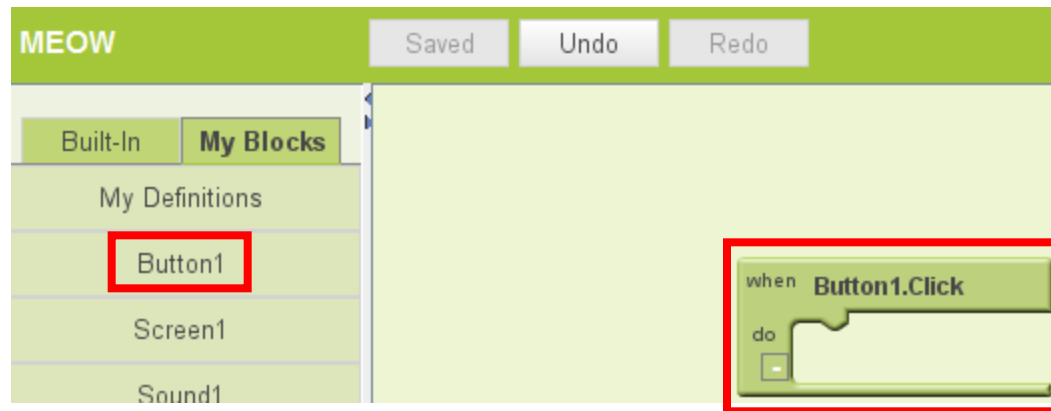 MEOW
Saved Undo Redo
Built-In My Blocks
My Definitions
Button1
Screen1
Sound1
when Button1.Click
do
-